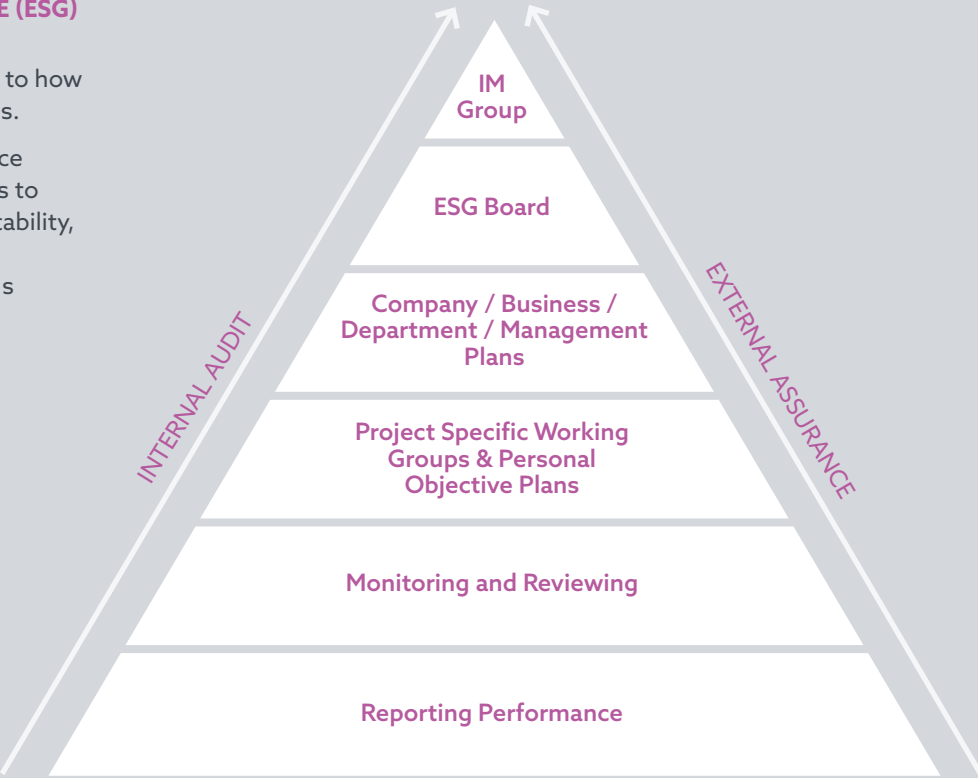 E (ESG)
to how
s.
ce
s to
tability,
s
IM
Group
ESG Board
Company / Business /
Department / Management
Plans
Project Specific Working
Groups & Personal
Objective Plans
Monitoring and Reviewing
Reporting Performance
INTERNAL AUDIT
EXTERNAL ASSURANCE